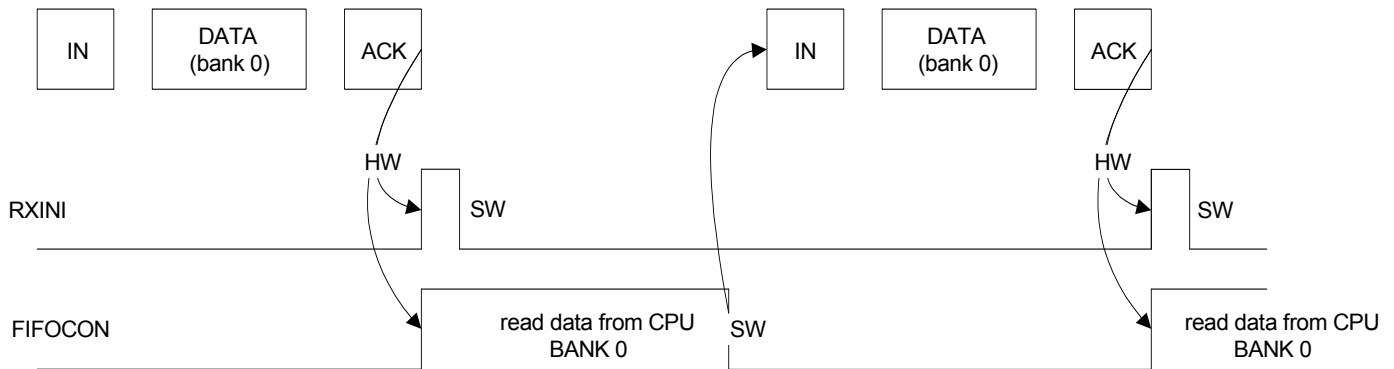 IN
DATA
(bank 0)
ACK
IN
DATA
(bank 0)
ACK
HW
HW
RXINI
SW
SW
FIFOCON
read data from CPU
BANK 0
SW
read data from CPU
BANK 0